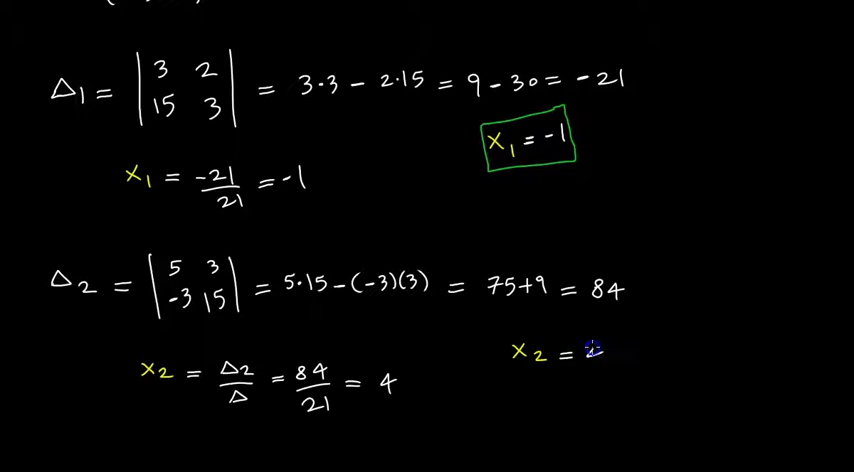 Δ1 = | 3 2 | = 3·3 − 2·15 = 9 − 30 = −21
| 15 3 |
x1 = −1
x1 = −21/21 = −1
Δ2 = | 5 3 | = 5·15 − (−3)(3) = 75+9 = 84
| −3 15 |
x2 =
x2 = Δ2/Δ = 84/21 = 4